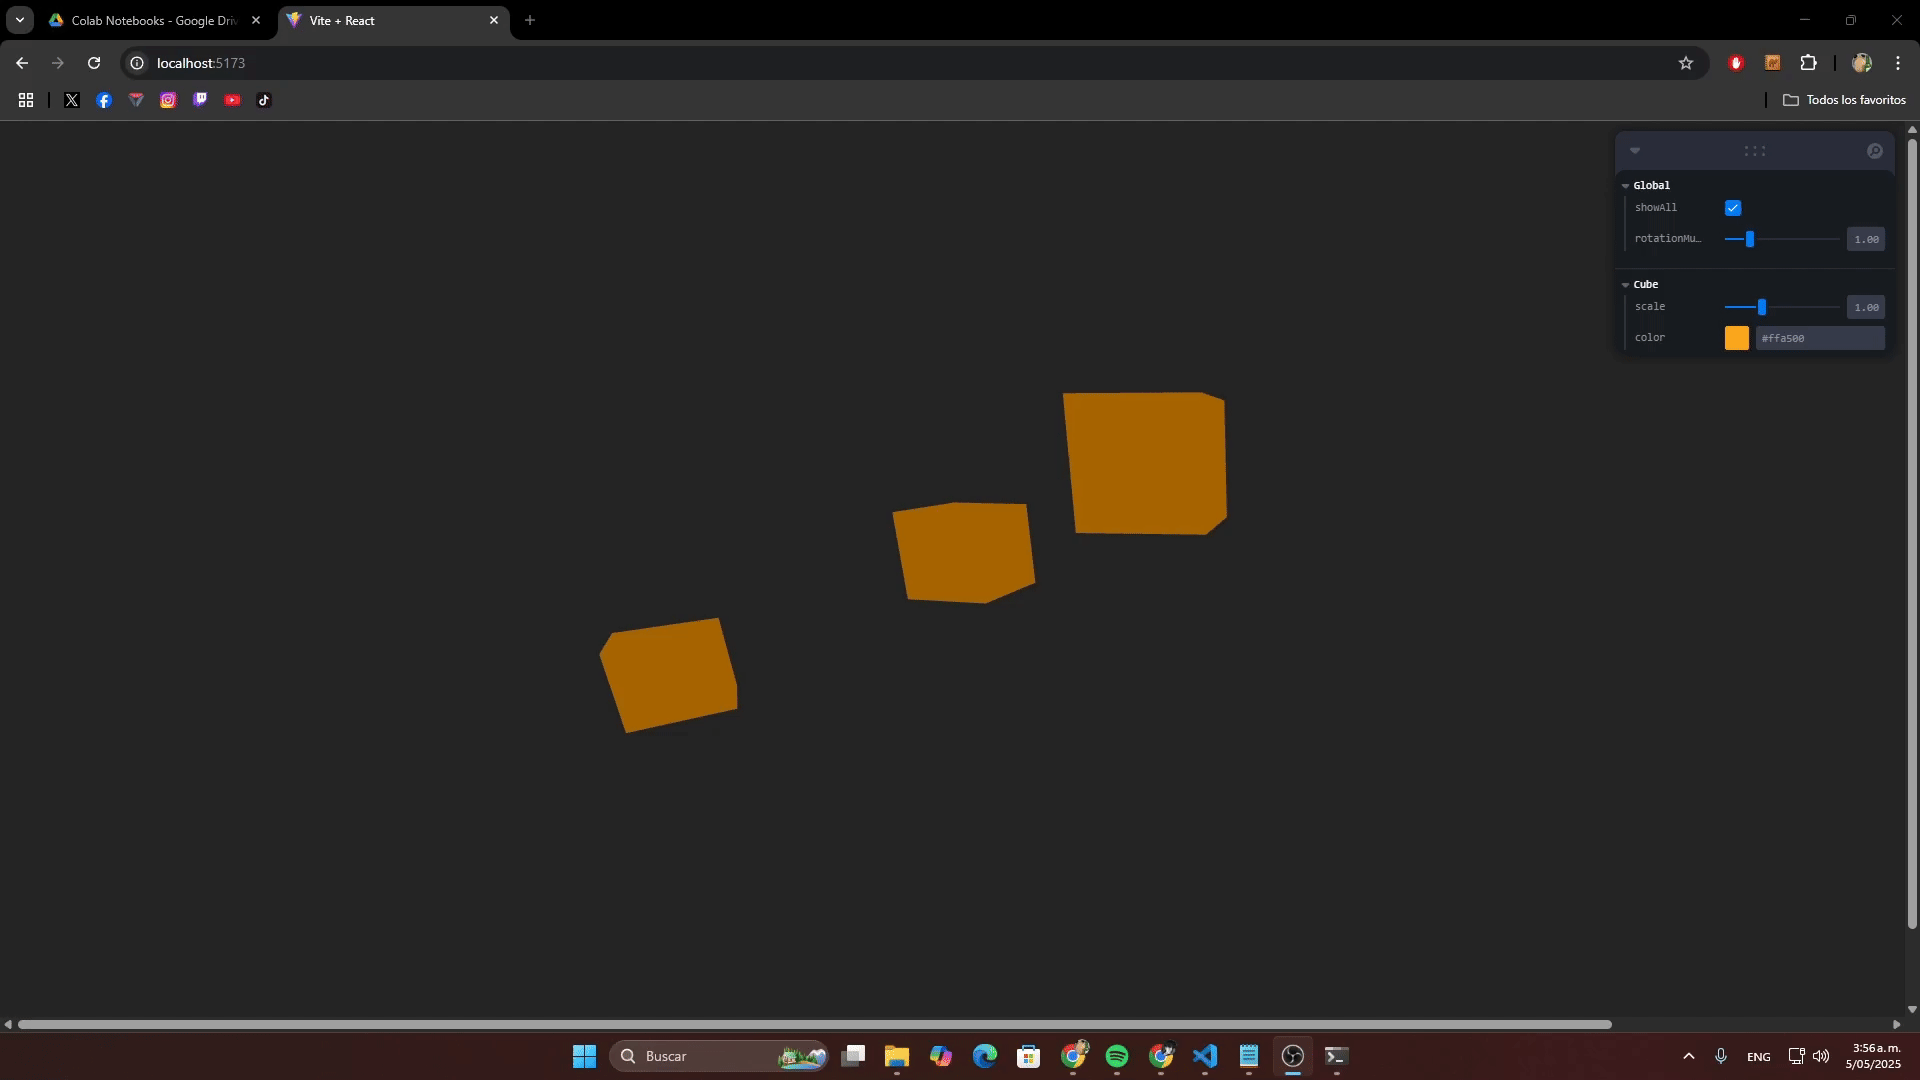 Colab Notebooks - Google Driv
Vite + React
localhost:5173
Todos los favoritos
Global
showAll
rotationMu…
1.00
Cube
scale
1.00
color
#ffa500
Buscar
ENG
3:56 a. m.
5/05/2025